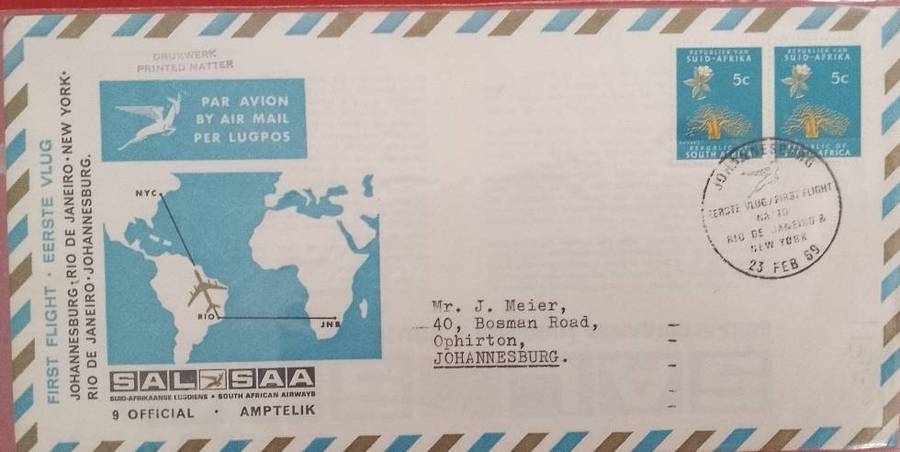 DRUKWERK
PRINTED MATTER
PAR AVION
BY AIR MAIL
PER LUGPOS
FIRST FLIGHT · EERSTE VLUG
JOHANNESBURG · RIO DE JANEIRO · NEW YORK ·
RIO DE JANEIRO · JOHANNESBURG.
NYC
RIO
JNB
SAL SAA
SUID-AFRIKAANSE LUGDIENS · SOUTH AFRICAN AIRWAYS
9 OFFICIAL · AMPTELIK
REPUBLIEK VAN
SUID-AFRIKA
5c
REPUBLIC OF
SOUTH AFRICA
REPUBLIEK VAN
SUID-AFRIKA
5c
REPUBLIC OF
SOUTH AFRICA
JOHANNESBURG
EERSTE VLUG/FIRST FLIGHT
NA/TO
RIO DE JANEIRO &
NEW YORK
23 FEB 69
Mr. J. Meier,
40, Bosman Road,
Ophirton,
JOHANNESBURG.